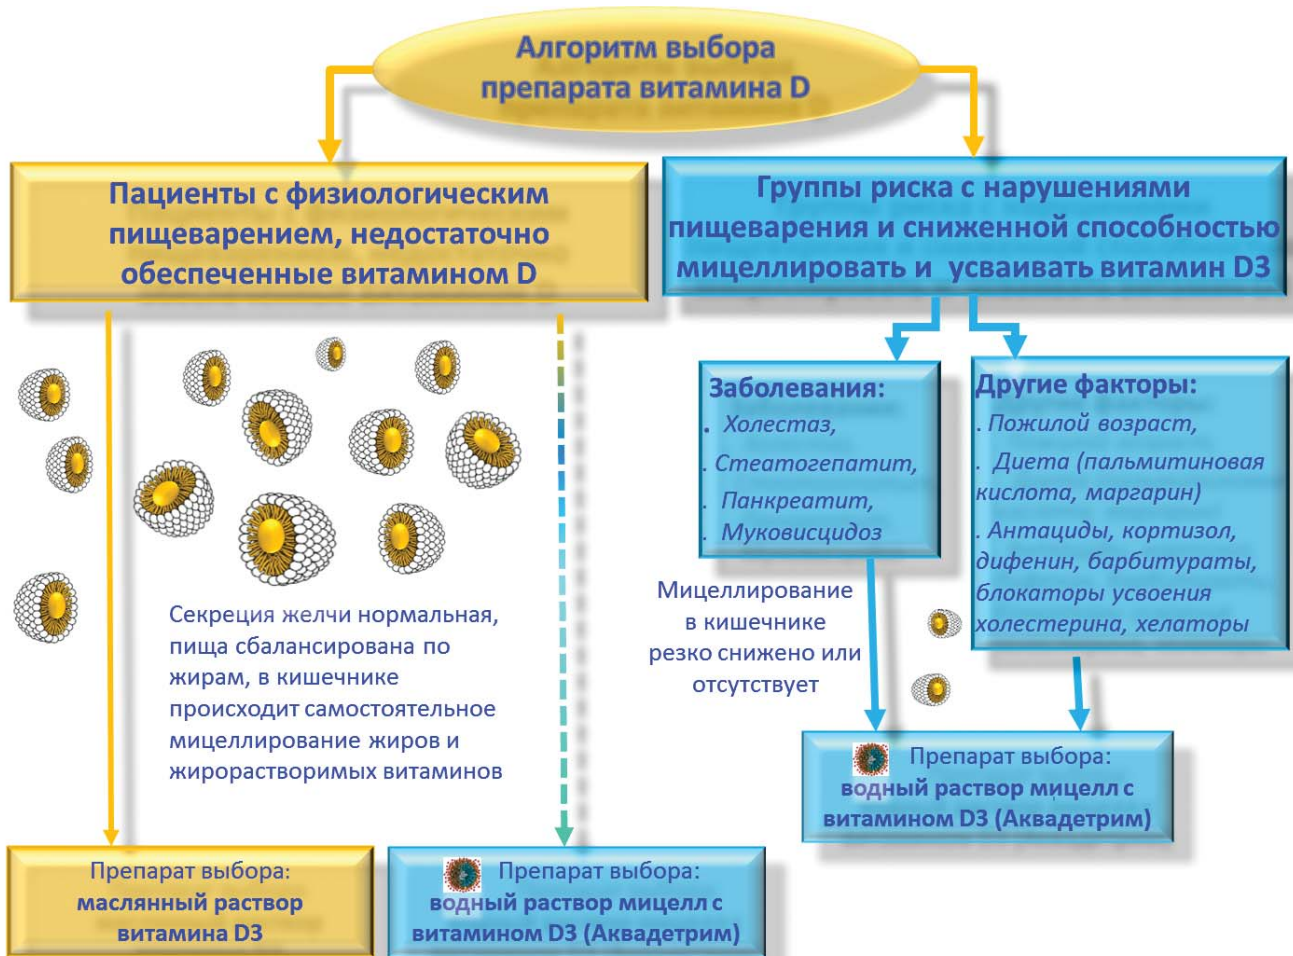 Алгоритм выбора
препарата витамина D
Пациенты с физиологическим
пищеварением, недостаточно
обеспеченные витамином D
Группы риска с нарушениями
пищеварения и сниженной способностью
мицеллировать и усваивать витамин D3
Заболевания:
. Холестаз,
. Стеатогепатит,
. Панкреатит,
. Муковисцидоз
Другие факторы:
. Пожилой возраст,
. Диета (пальмитиновая
кислота, маргарин)
. Антациды, кортизол,
дифенин, барбитураты,
блокаторы усвоения
холестерина, хелаторы
Секреция желчи нормальная,
пища сбалансирована по
жирам, в кишечнике
происходит самостоятельное
мицеллирование жиров и
жирорастворимых витаминов
Мицеллирование
в кишечнике
резко снижено или
отсутствует
Препарат выбора:
водный раствор мицелл с
витамином D3 (Аквадетрим)
Препарат выбора:
маслянный раствор
витамина D3
Препарат выбора:
водный раствор мицелл с
витамином D3 (Аквадетрим)